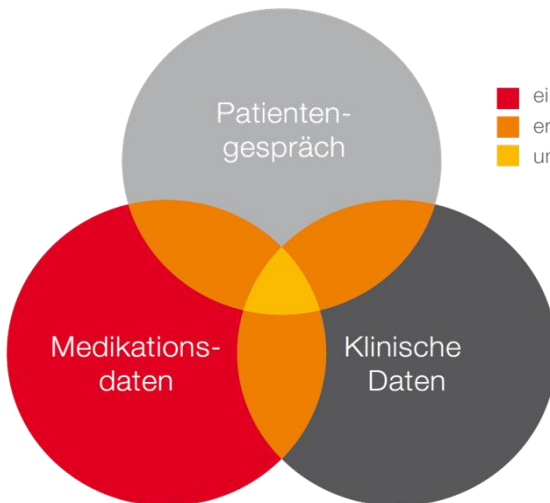 Patienten-
gespräch
Medikations-
daten
Klinische
Daten